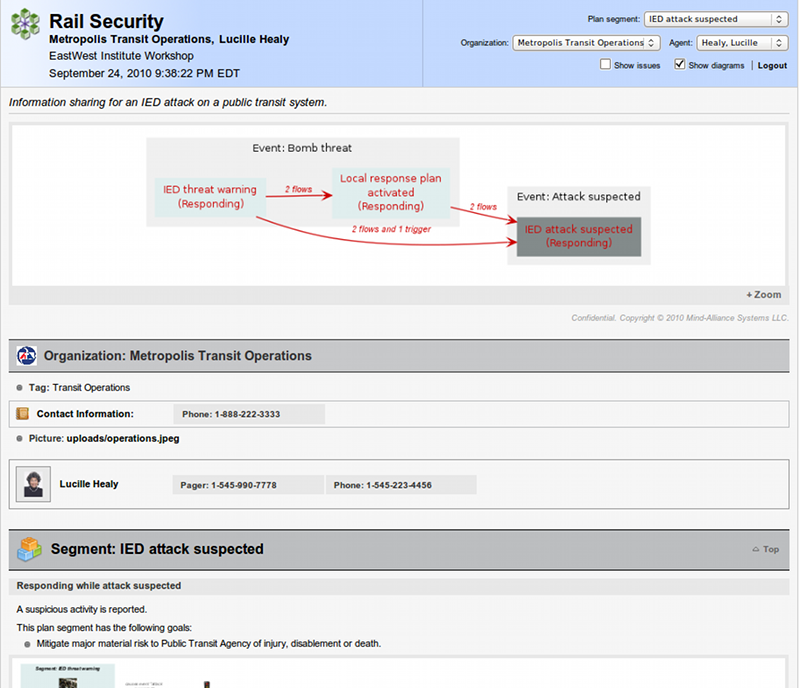 Rail Security
Metropolis Transit Operations, Lucille Healy
EastWest Institute Workshop
September 24, 2010 9:38:22 PM EDT
Plan segment: IED attack suspected
Organization: Metropolis Transit Operations Agent: Healy, Lucille
Show issues Show diagrams | Logout
Information sharing for an IED attack on a public transit system.
Event: Bomb threat
IED threat warning
(Responding)
2 flows
Local response plan
activated
(Responding)
2 flows
2 flows and 1 trigger
Event: Attack suspected
IED attack suspected
(Responding)
+ Zoom
Confidential. Copyright © 2010 Mind-Alliance Systems LLC.
Organization: Metropolis Transit Operations
Tag: Transit Operations
Contact Information: Phone: 1-888-222-3333
Picture: uploads/operations.jpeg
Lucille Healy Pager: 1-545-990-7778 Phone: 1-545-223-4456
Segment: IED attack suspected Top
Responding while attack suspected
A suspicious activity is reported.
This plan segment has the following goals:
Mitigate major material risk to Public Transit Agency of injury, disablement or death.
Segment: IED threat warning